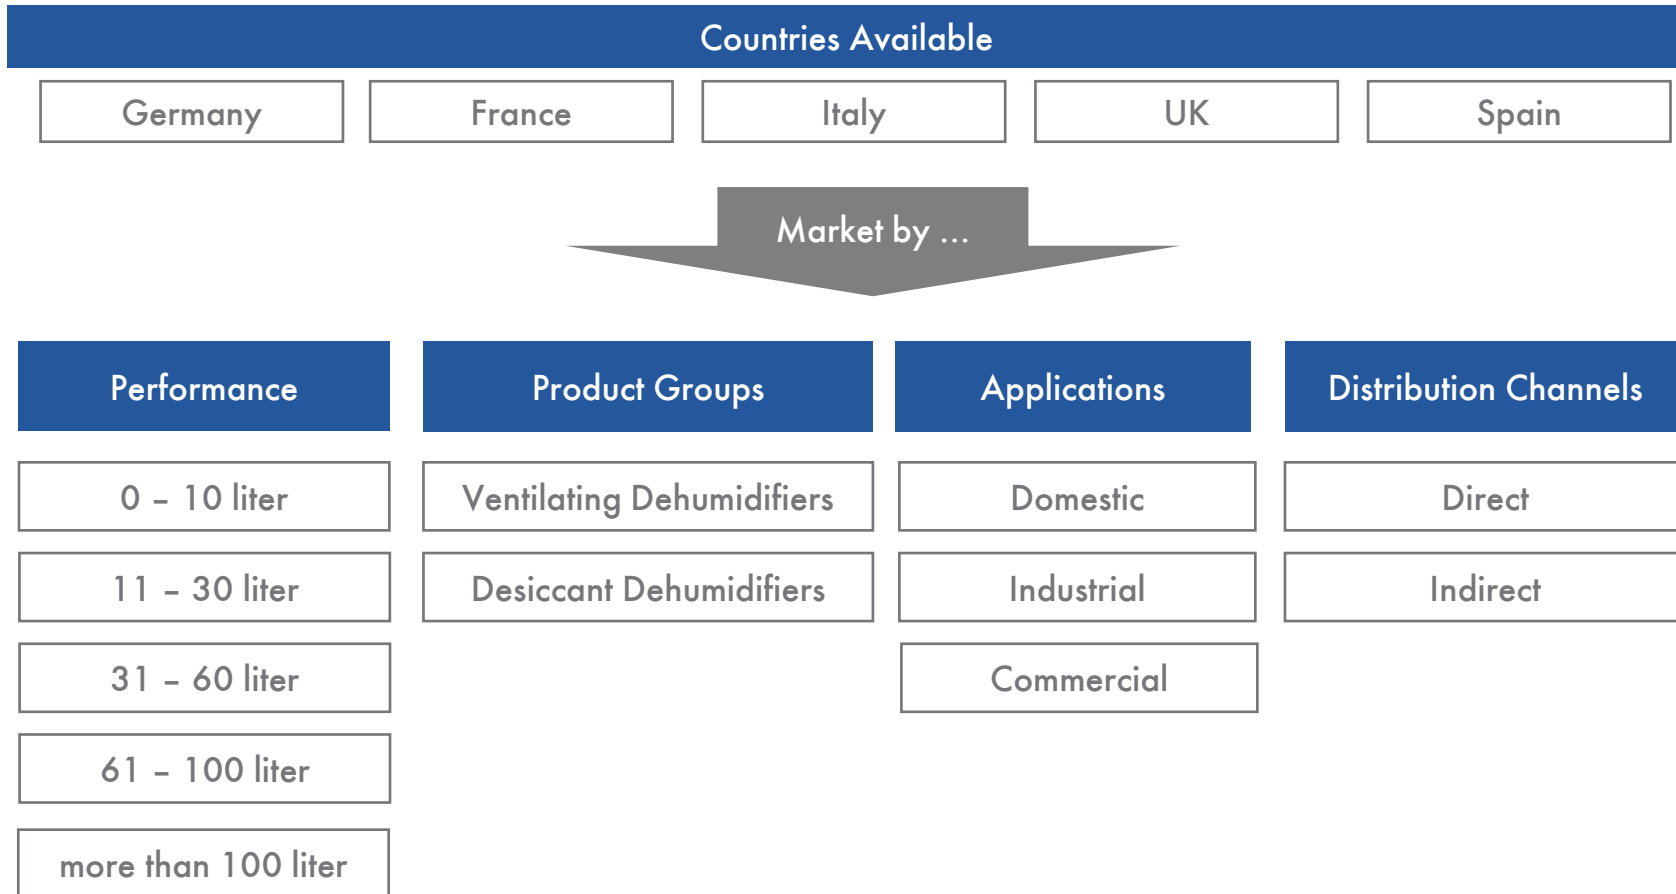 Countries Available
Germany
France
Italy
UK
Spain
Market by ...
Performance
Product Groups
Applications
Distribution Channels
0 – 10 liter
Ventilating Dehumidifiers
Domestic
Direct
11 – 30 liter
Desiccant Dehumidifiers
Industrial
Indirect
31 – 60 liter
Commercial
61 – 100 liter
more than 100 liter